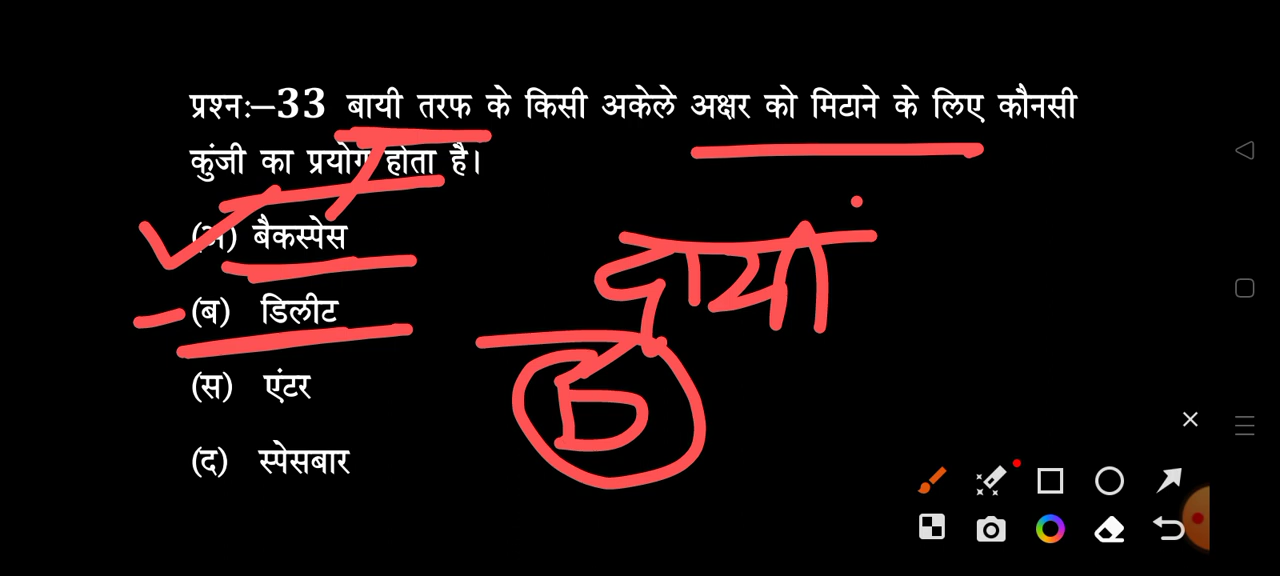 प्रश्न:–33 बायी तरफ के किसी अकेले अक्षर को मिटाने के लिए कौनसी
कुंजी का प्रयोग होता है।
(अ) बैकस्पेस
(ब) डिलीट
(स) एंटर
(द) स्पेसबार
दायां